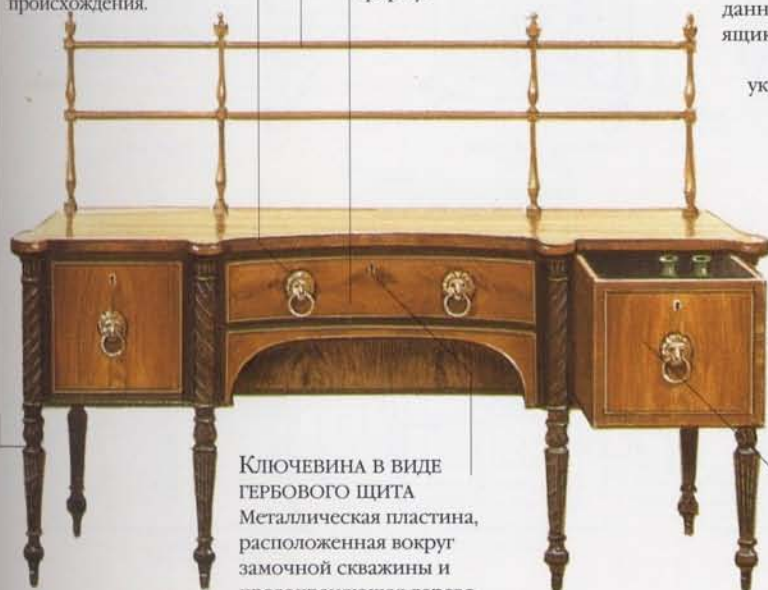 происхождения.
данн
ящик
ук
КЛЮЧЕВИНА В ВИДЕ
ГЕРБОВОГО ЩИТА
Металлическая пластина,
расположенная вокруг
замочной скважины и